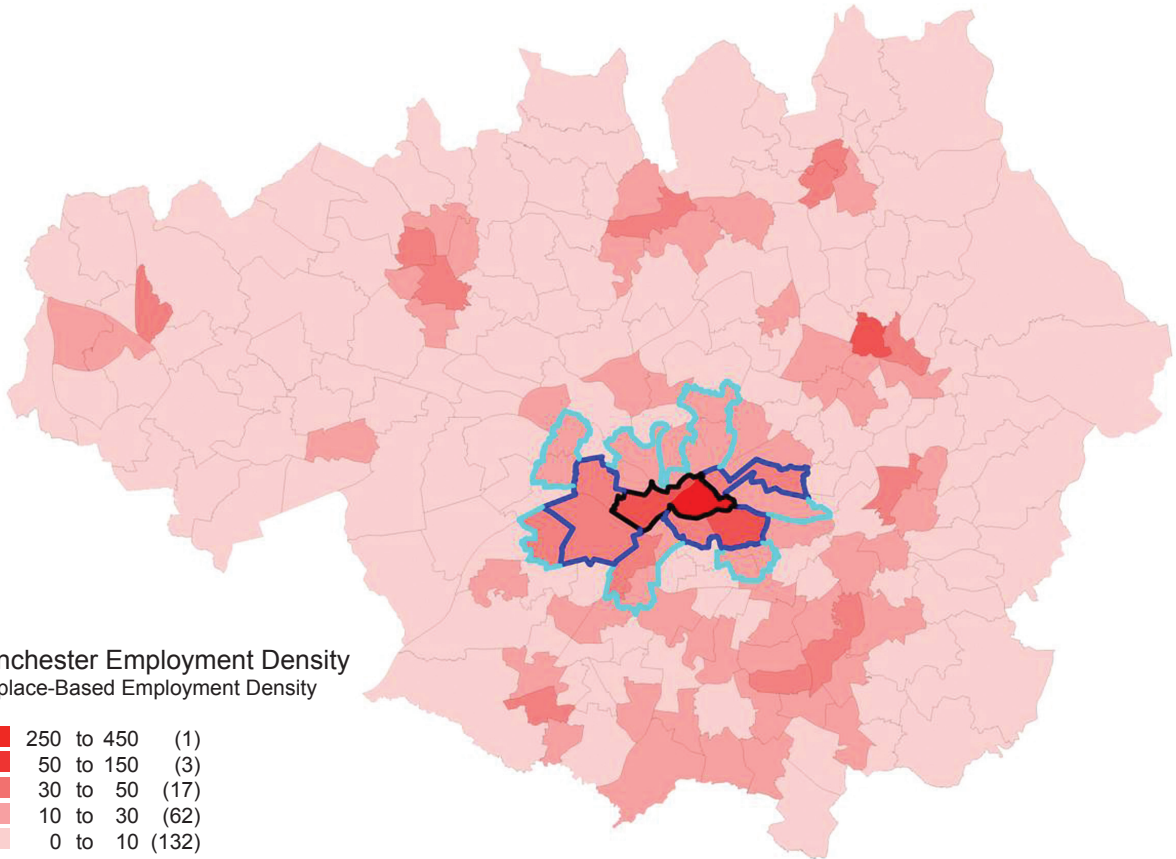 nchester Employment Density
place-Based Employment Density
250 to 450 (1)
50 to 150 (3)
30 to 50 (17)
10 to 30 (62)
0 to 10 (132)